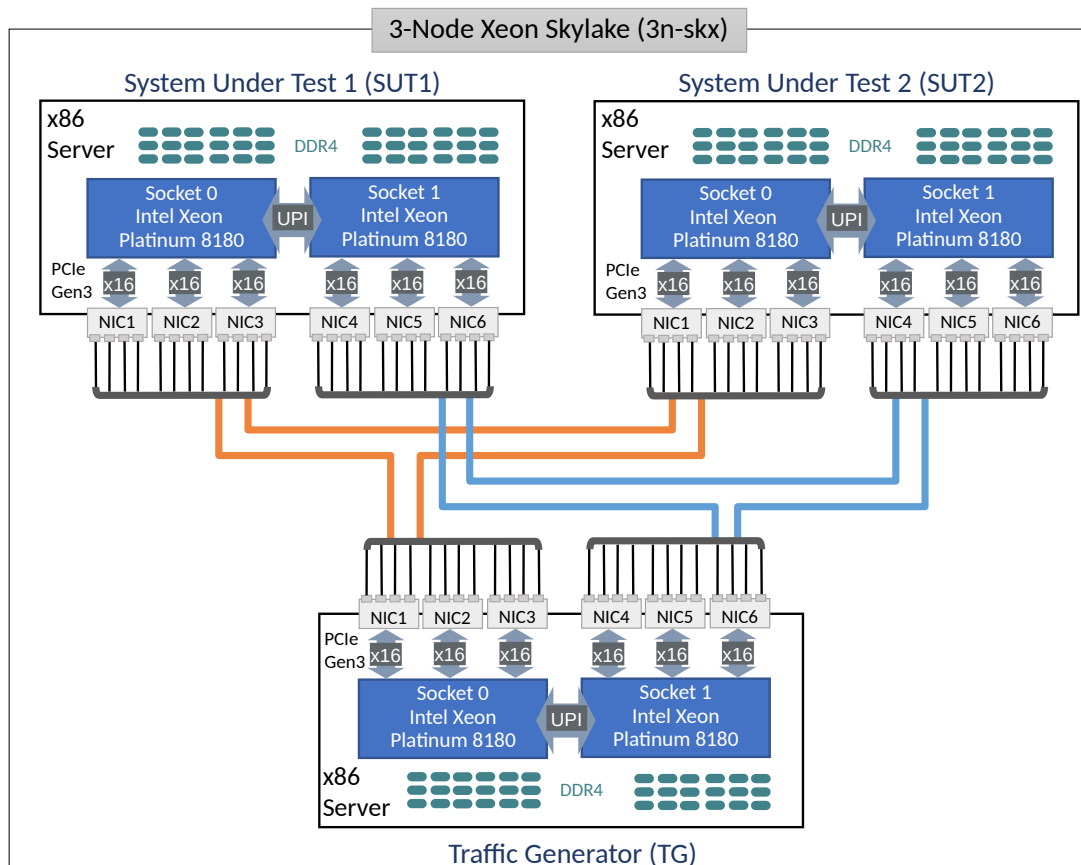 3-Node Xeon Skylake (3n-skx)
System Under Test 1 (SUT1)
x86
Server
DDR4
Socket 0
Intel Xeon
Platinum 8180
UPI
Socket 1
Intel Xeon
Platinum 8180
PCIe
Gen3
x16
x16
x16
x16
x16
x16
NIC1
NIC2
NIC3
NIC4
NIC5
NIC6
System Under Test 2 (SUT2)
x86
Server
DDR4
Socket 0
Intel Xeon
Platinum 8180
UPI
Socket 1
Intel Xeon
Platinum 8180
PCIe
Gen3
x16
x16
x16
x16
x16
x16
NIC1
NIC2
NIC3
NIC4
NIC5
NIC6
NIC1
NIC2
NIC3
NIC4
NIC5
NIC6
PCIe
Gen3
x16
x16
x16
x16
x16
x16
Socket 0
Intel Xeon
Platinum 8180
UPI
Socket 1
Intel Xeon
Platinum 8180
x86
Server
DDR4
Traffic Generator (TG)